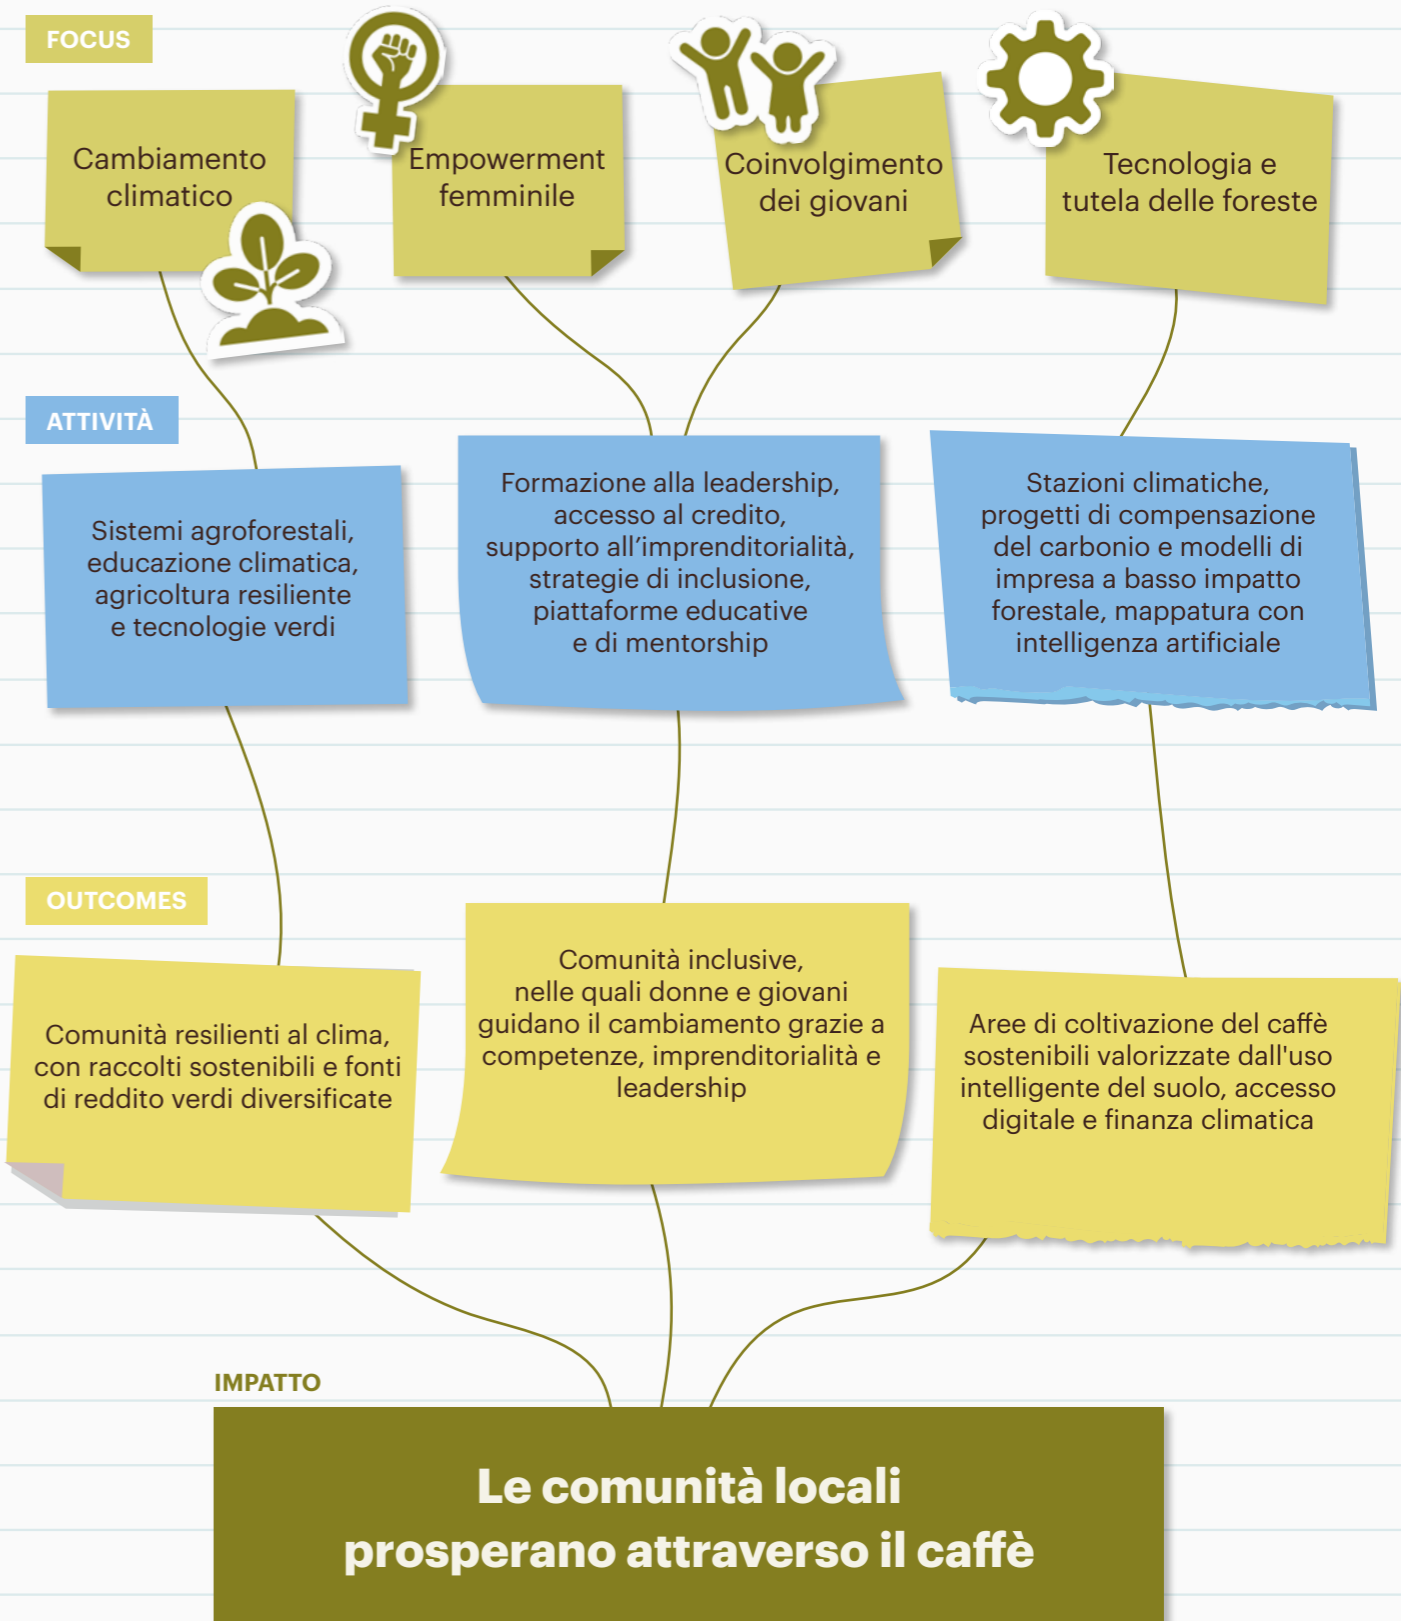 FOCUS
Cambiamento
climatico
Empowerment
femminile
Coinvolgimento
dei giovani
Tecnologia e
tutela delle foreste
ATTIVITÀ
Sistemi agroforestali,
educazione climatica,
agricoltura resiliente
e tecnologie verdi
Formazione alla leadership,
accesso al credito,
supporto all’imprenditorialità,
strategie di inclusione,
piattaforme educative
e di mentorship
Stazioni climatiche,
progetti di compensazione
del carbonio e modelli di
impresa a basso impatto
forestale, mappatura con
intelligenza artificiale
OUTCOMES
Comunità resilienti al clima,
con raccolti sostenibili e fonti
di reddito verdi diversificate
Comunità inclusive,
nelle quali donne e giovani
guidano il cambiamento grazie a
competenze, imprenditorialità e
leadership
Aree di coltivazione del caffè
sostenibili valorizzate dall'uso
intelligente del suolo, accesso
digitale e finanza climatica
IMPATTO
Le comunità locali
prosperano attraverso il caffè